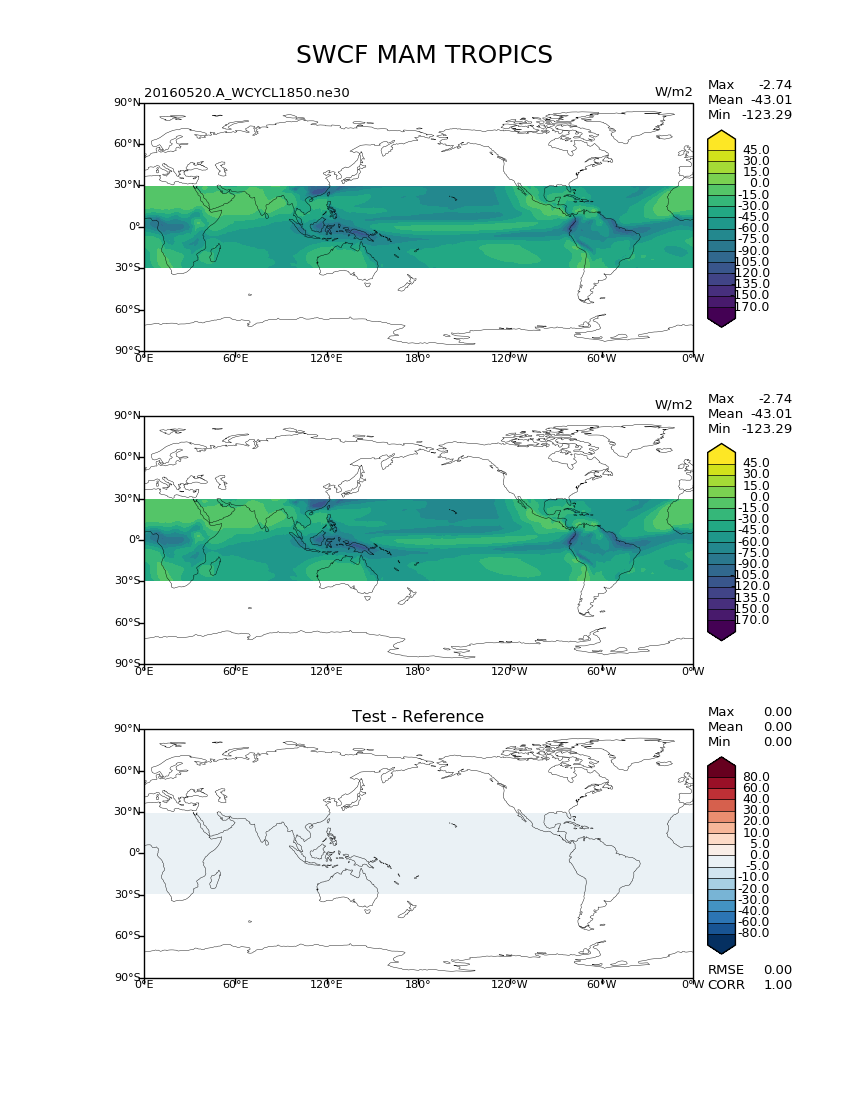 SWCF MAM TROPICS
20160520.A_WCYCL1850.ne30
W/m2
Max -2.74
Mean -43.01
Min -123.29
90°N
60°N
30°N
0°
30°S
60°S
90°S
0°E 60°E 120°E 180° 120°W 60°W 0°W
45.0
30.0
15.0
0.0
-15.0
-30.0
-45.0
-60.0
-75.0
-90.0
-105.0
-120.0
-135.0
-150.0
-170.0
W/m2
Max -2.74
Mean -43.01
Min -123.29
90°N
60°N
30°N
0°
30°S
60°S
90°S
0°E 60°E 120°E 180° 120°W 60°W 0°W
45.0
30.0
15.0
0.0
-15.0
-30.0
-45.0
-60.0
-75.0
-90.0
-105.0
-120.0
-135.0
-150.0
-170.0
Test - Reference
Max 0.00
Mean 0.00
Min 0.00
90°N
60°N
30°N
0°
30°S
60°S
90°S
0°E 60°E 120°E 180° 120°W 60°W 0°W
80.0
60.0
40.0
30.0
20.0
10.0
5.0
0.0
-5.0
-10.0
-20.0
-30.0
-40.0
-60.0
-80.0
RMSE 0.00
CORR 1.00